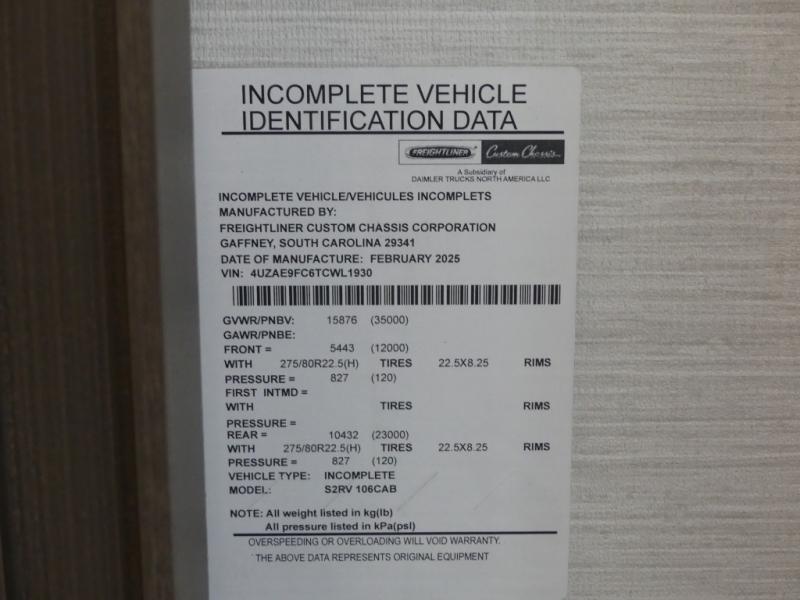 INCOMPLETE VEHICLE
IDENTIFICATION DATA
FREIGHTLINER Custom Chassis
A Subsidiary of
DAIMLER TRUCKS NORTH AMERICA LLC
INCOMPLETE VEHICLE/VEHICULES INCOMPLETS
MANUFACTURED BY:
FREIGHTLINER CUSTOM CHASSIS CORPORATION
GAFFNEY, SOUTH CAROLINA 29341
DATE OF MANUFACTURE: FEBRUARY 2025
VIN: 4UZAE9FC6TCWL1930
GVWR/PNBV: 15876 (35000)
GAWR/PNBE:
FRONT = 5443 (12000)
WITH 275/80R22.5(H) TIRES 22.5X8.25 RIMS
PRESSURE = 827 (120)
FIRST INTMD =
WITH TIRES RIMS
PRESSURE =
REAR = 10432 (23000)
WITH 275/80R22.5(H) TIRES 22.5X8.25 RIMS
PRESSURE = 827 (120)
VEHICLE TYPE: INCOMPLETE
MODEL: S2RV 106CAB
NOTE: All weight listed in kg(lb)
All pressure listed in kPa(psi)
OVERSPEEDING OR OVERLOADING WILL VOID WARRANTY.
THE ABOVE DATA REPRESENTS ORIGINAL EQUIPMENT